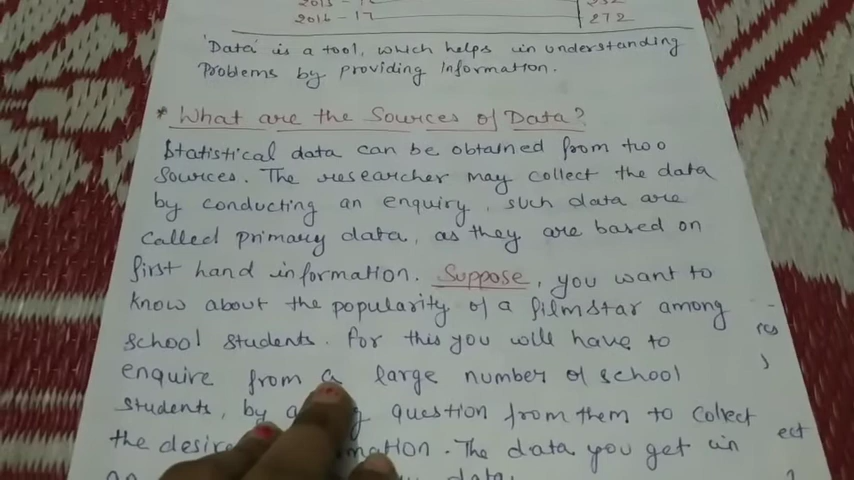 2016-17 272
'Data' is a tool, which helps in understanding
Problems by providing Information.
* What are the Sources of Data?
Statistical data can be obtained from two
sources. The researcher may collect the data
by conducting an enquiry, such data are
called primary data, as they are based on
first hand information. Suppose, you want to
know about the popularity of a filmstar among
school students. For this you will have to
enquire from a large number of school
students, by question from them to collect
the The data you get in
data